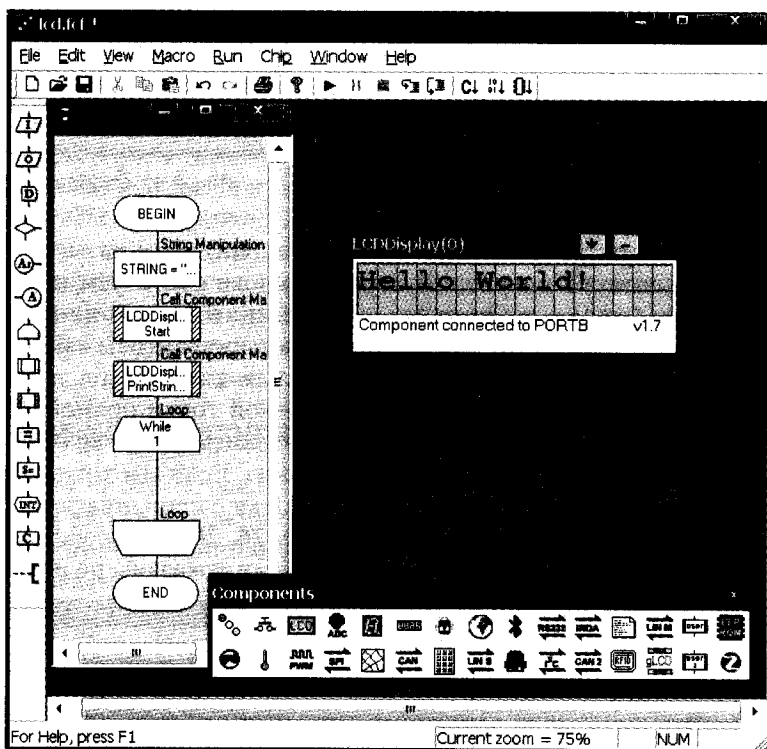 lcd.fcf *
File Edit View Macro Run Chip Window Help
BEGIN
String Manipulation
STRING = "...
Call Component Ma
LCDDispl..
Start
Call Component Ma
LCDDispl..
PrintStrin...
Loop
While
1
Loop
END
LCDDisplay(0)
Hello World!
Component connected to PORTB v1.7
Components
LCD ADC RS232 IRDA LIN M user
PWM SPI CAN LIN S I²C CAN 2 RFID gLCD
For Help, press F1 Current zoom = 75% NUM